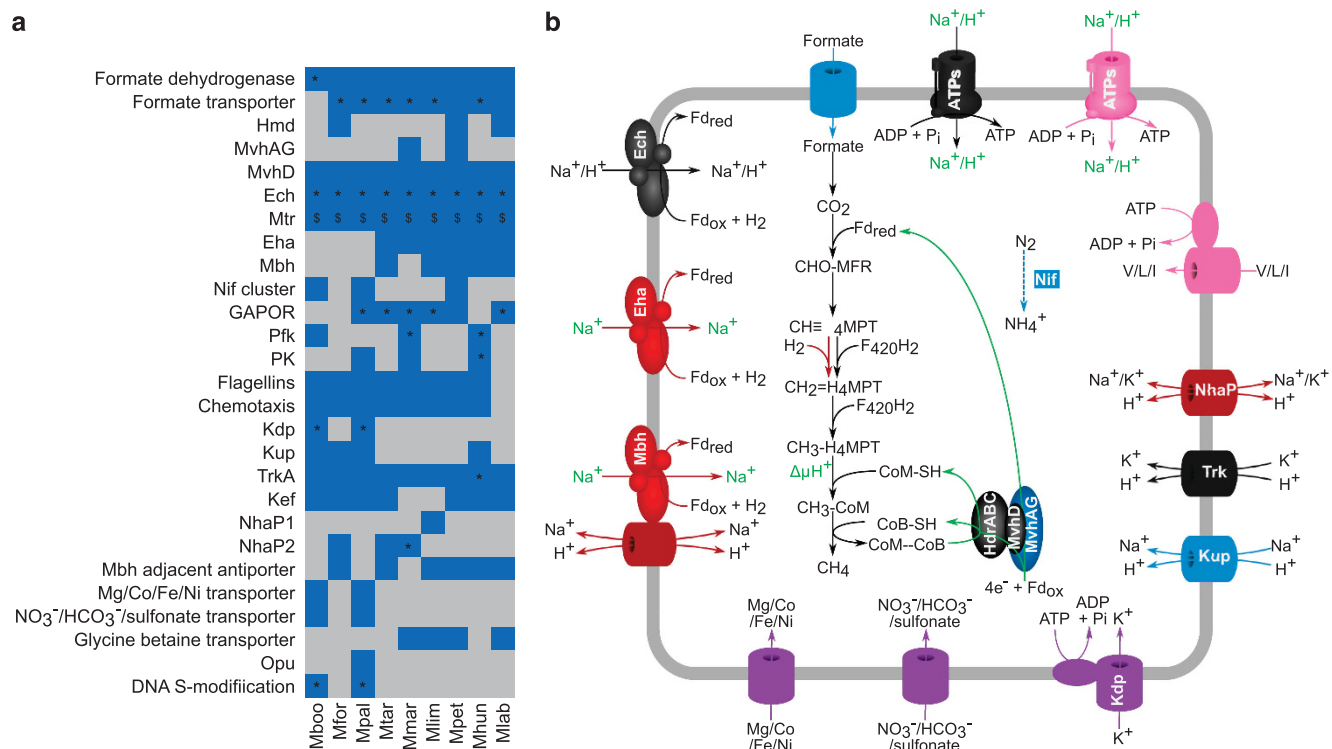 a
Formate dehydrogenase *
Formate transporter * * * * * *
Hmd
MvhAG
MvhD
Ech * * * * * * * * *
Mtr $ $ $ $ $ $ $ $ $
Eha
Mbh
Nif cluster
GAPOR * * * * *
Pfk * *
PK *
Flagellins
Chemotaxis
Kdp * *
Kup
TrkA *
Kef
NhaP1
NhaP2 *
Mbh adjacent antiporter
Mg/Co/Fe/Ni transporter
NO3⁻/HCO3⁻/sulfonate transporter
Glycine betaine transporter
Opu
DNA S-modifiication * *
Mboo
Mfor
Mpal
Mtar
Mmar
Mlim
Mpet
Mhun
Mlab
b
Formate
Formate
Na⁺/H⁺
ATPs
ADP + Pi
ATP
Na⁺/H⁺
Na⁺/H⁺
ATPs
ADP + Pi
ATP
Na⁺/H⁺
Ech
Fdred
Na⁺/H⁺
Na⁺/H⁺
Fdox + H2
Eha
Fdred
Na⁺
Na⁺
Fdox + H2
Mbh
Fdred
Na⁺
Na⁺
Fdox + H2
Na⁺
Na⁺
H⁺
H⁺
CO2
Fdred
CHO-MFR
CH≡ 4MPT
H2
F420H2
CH2=H4MPT
F420H2
CH3-H4MPT
ΔµH⁺
CoM-SH
CH3-CoM
CoB-SH
CoM--CoB
CH4
HdrABC
MvhD
MvhAG
4e⁻ + Fdox
N2
Nif
NH4⁺
ATP
ADP + Pi
V/L/I
V/L/I
Na⁺/K⁺
NhaP
Na⁺/K⁺
H⁺
H⁺
K⁺
Trk
K⁺
H⁺
H⁺
Na⁺
Kup
Na⁺
H⁺
H⁺
Mg/Co
/Fe/Ni
Mg/Co
/Fe/Ni
NO3⁻/HCO3⁻
/sulfonate
NO3⁻/HCO3⁻
/sulfonate
ATP
ADP
+ Pi
K⁺
Kdp
K⁺